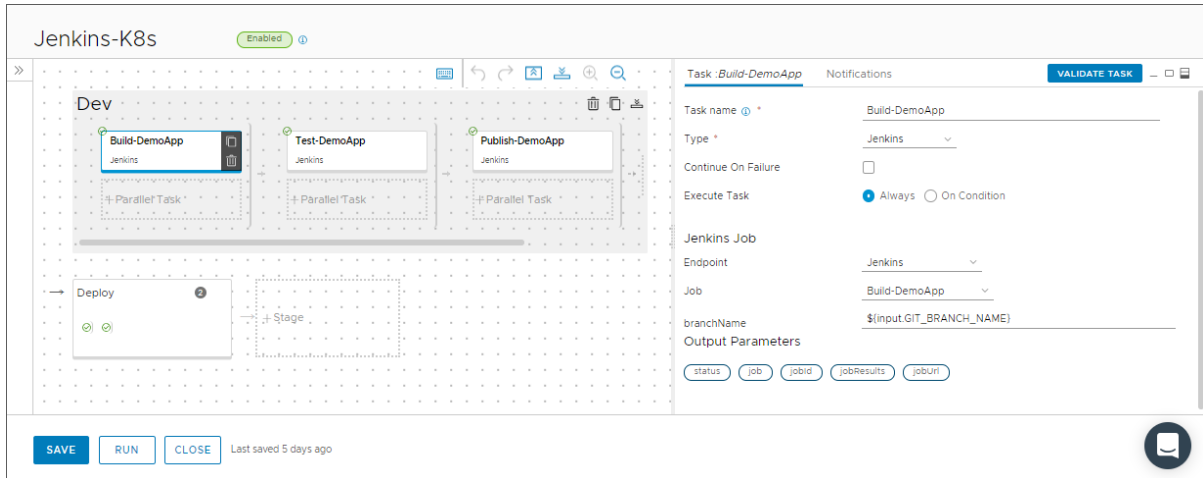 Jenkins-K8s Enabled
Task :Build-DemoApp Notifications VALIDATE TASK
Dev
Build-DemoApp
Jenkins
+ Parallel Task
Test-DemoApp
Jenkins
+ Parallel Task
Publish-DemoApp
Jenkins
+ Parallel Task
Deploy 2
+ Stage
Task name *
Build-DemoApp
Type *
Jenkins
Continue On Failure
Execute Task
Always On Condition
Jenkins Job
Endpoint
Jenkins
Job
Build-DemoApp
branchName
${input.GIT_BRANCH_NAME}
Output Parameters
status job jobId jobResults jobUrl
SAVE RUN CLOSE Last saved 5 days ago